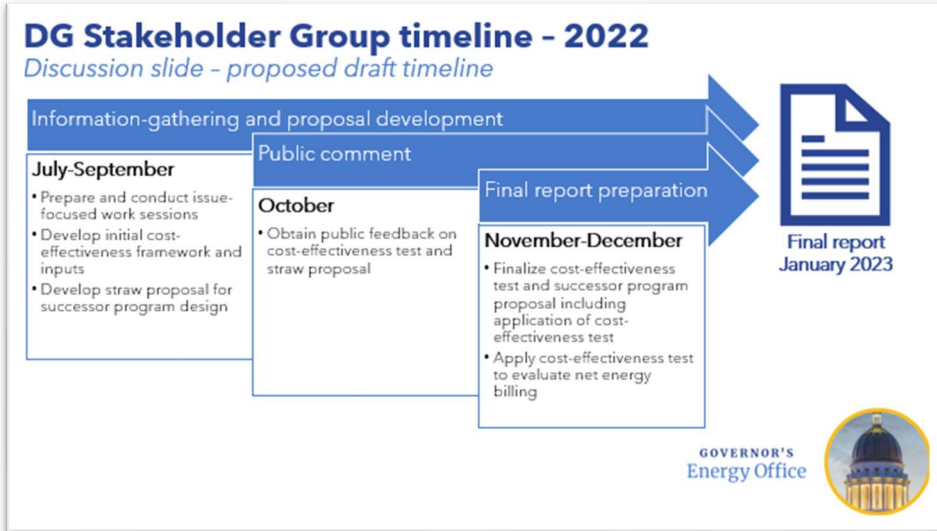 DG Stakeholder Group timeline – 2022
Discussion slide – proposed draft timeline
Information-gathering and proposal development
July-September
• Prepare and conduct issue-
focused work sessions
• Develop initial cost-
effectiveness framework and
inputs
• Develop straw proposal for
successor program design
Public comment
October
• Obtain public feedback on
cost-effectiveness test and
straw proposal
Final report preparation
November-December
• Finalize cost-effectiveness
test and successor program
proposal including
application of cost-
effectiveness test
• Apply cost-effectiveness test
to evaluate net energy
billing
Final report
January 2023
GOVERNOR'S
Energy Office